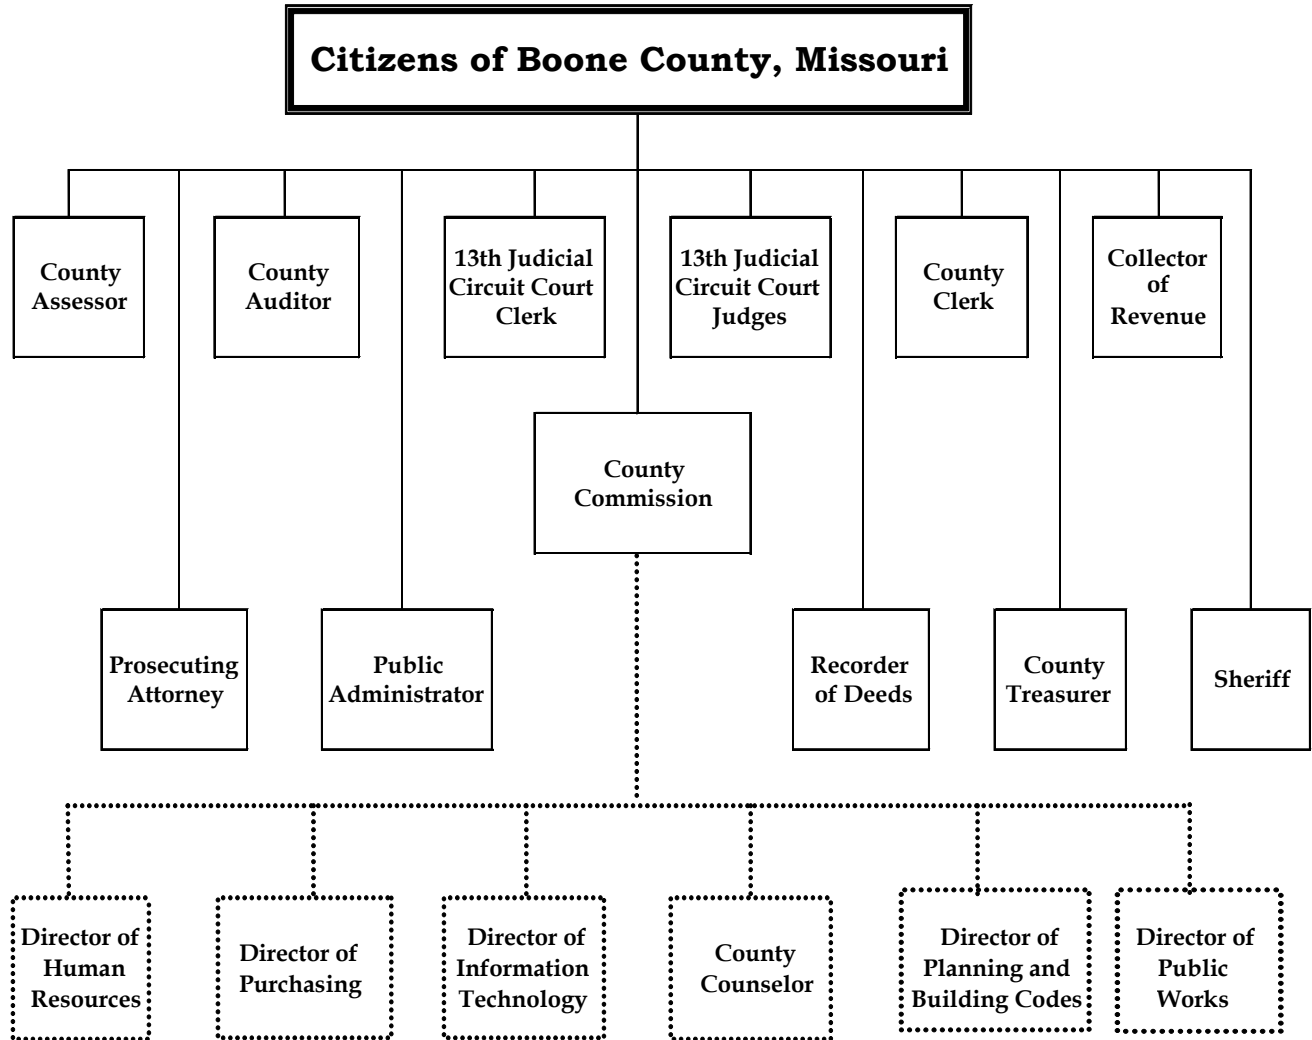 Citizens of Boone County, Missouri
County
Assessor
County
Auditor
13th Judicial
Circuit Court
Clerk
13th Judicial
Circuit Court
Judges
County
Clerk
Collector
of
Revenue
County
Commission
Prosecuting
Attorney
Public
Administrator
Recorder
of Deeds
County
Treasurer
Sheriff
Director of
Human
Resources
Director of
Purchasing
Director of
Information
Technology
County
Counselor
Director of
Planning and
Building Codes
Director of
Public
Works